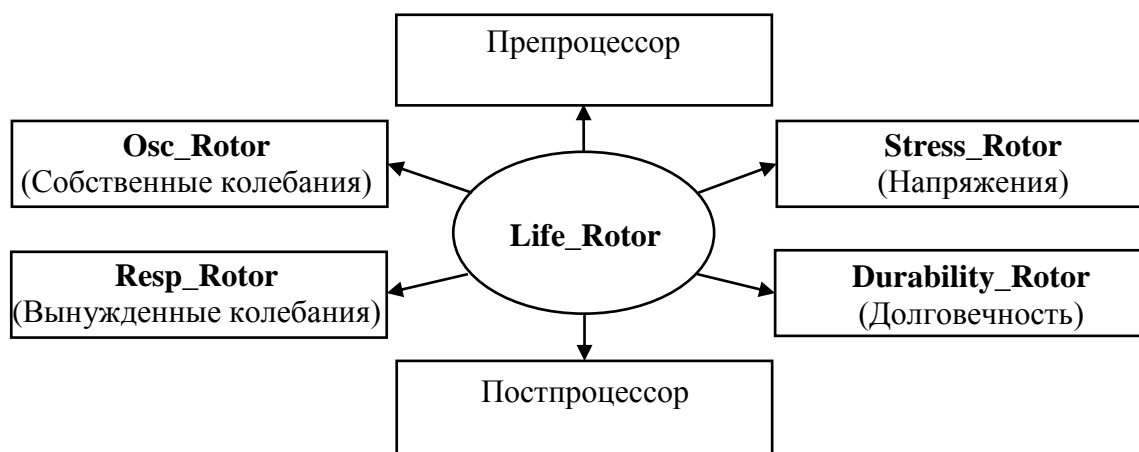 Препроцессор
Osc_Rotor
(Собственные колебания)
Stress_Rotor
(Напряжения)
Life_Rotor
Resp_Rotor
(Вынужденные колебания)
Durability_Rotor
(Долговечность)
Постпроцессор